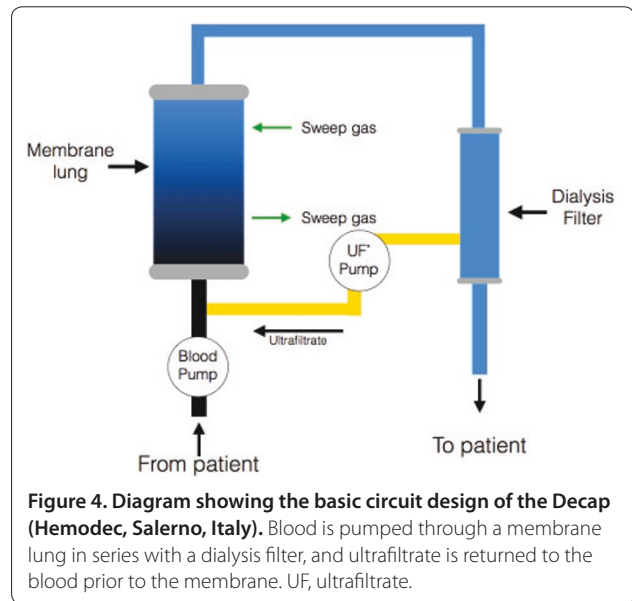 Sweep gas
Membrane
lung
Sweep gas
Dialysis
Filter
UF*
Pump
Ultrafiltrate
Blood
Pump
From patient
To patient
Figure 4. Diagram showing the basic circuit design of the Decap
(Hemodec, Salerno, Italy). Blood is pumped through a membrane
lung in series with a dialysis filter, and ultrafiltrate is returned to the
blood prior to the membrane. UF, ultrafiltrate.